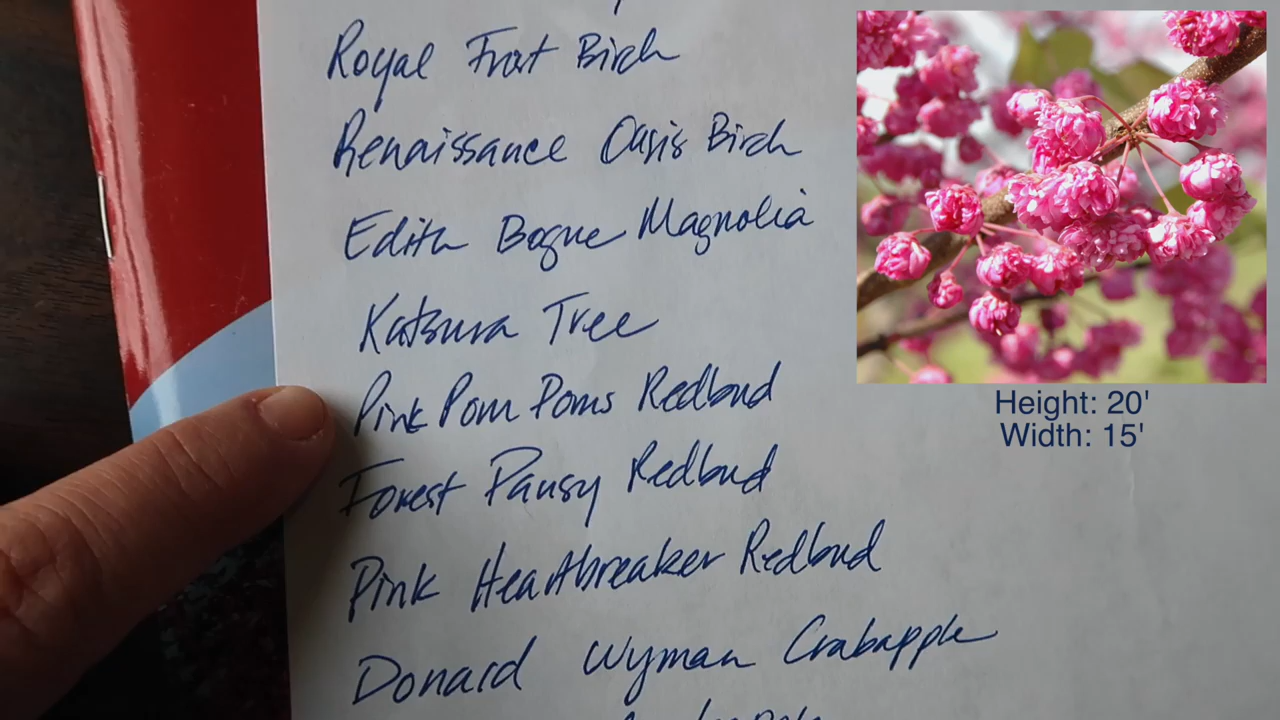 Royal Frost Birch
Renaissance Oasis Birch
Edith Bogue Magnolia
Katsura Tree
Pink Pom Poms Redbud
Forest Pansy Redbud
Pink Heartbreaker Redbud
Donard Wyman Crabapple
Height: 20'
Width: 15'